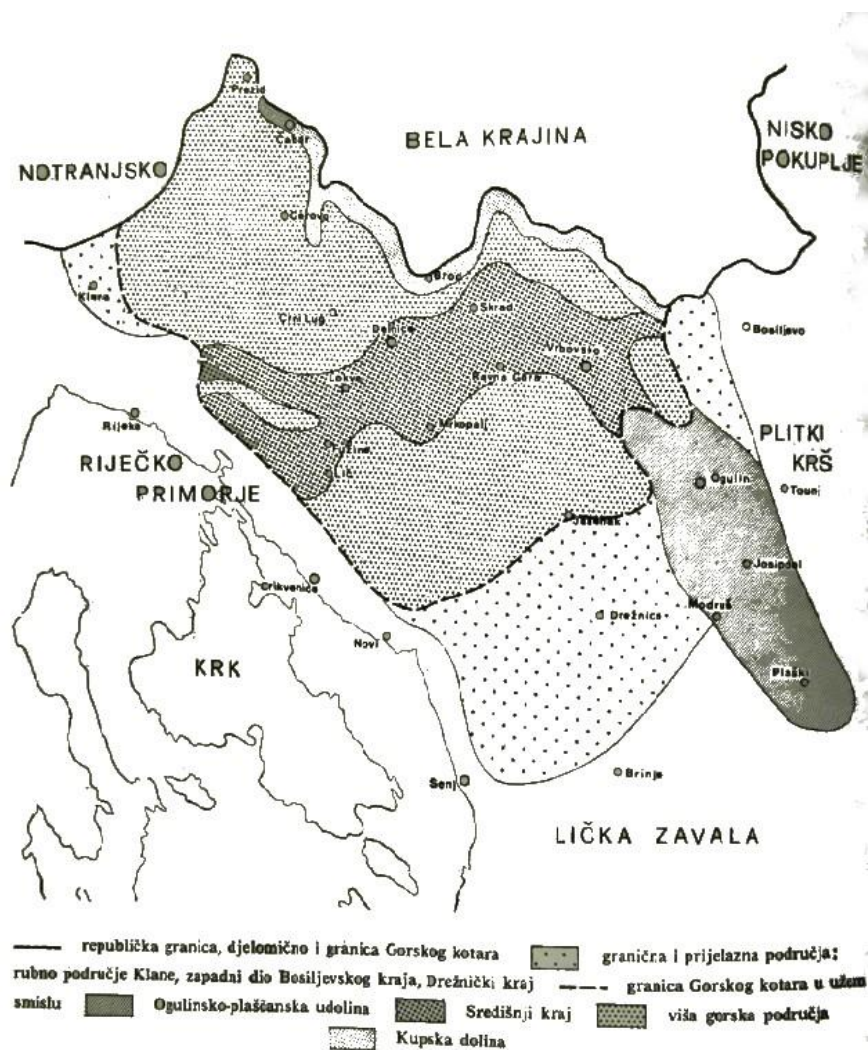 Prezid
Čabar
BELA KRAJINA
NISKO
POKUPLJE
NOTRANJSKO
Gerovo
Brod
Klana
Skrad
Crni Lug
Delnice
Bosiljevo
Vrbovsko
Lokve
Ravna Gora
Rijeka
Mrkopalj
PLITKI
KRŠ
RIJEČKO
PRIMORJE
Fužine
Lič
Ogulin
Tounj
Jasenak
Josipdol
Crikvenica
Drežnica
Modruš
Novi
KRK
Plaški
Senj
Brinje
LIČKA ZAVALA
republička granica, djelomično i granica Gorskog kotara granična i prijelazna područja:
rubno područje Klane, zapadni dio Bosiljevskog kraja, Drežnički kraj granica Gorskog kotara u užem
smislu Ogulinsko-plaščanska udolina Središnji kraj viša gorska područja
Kupska dolina